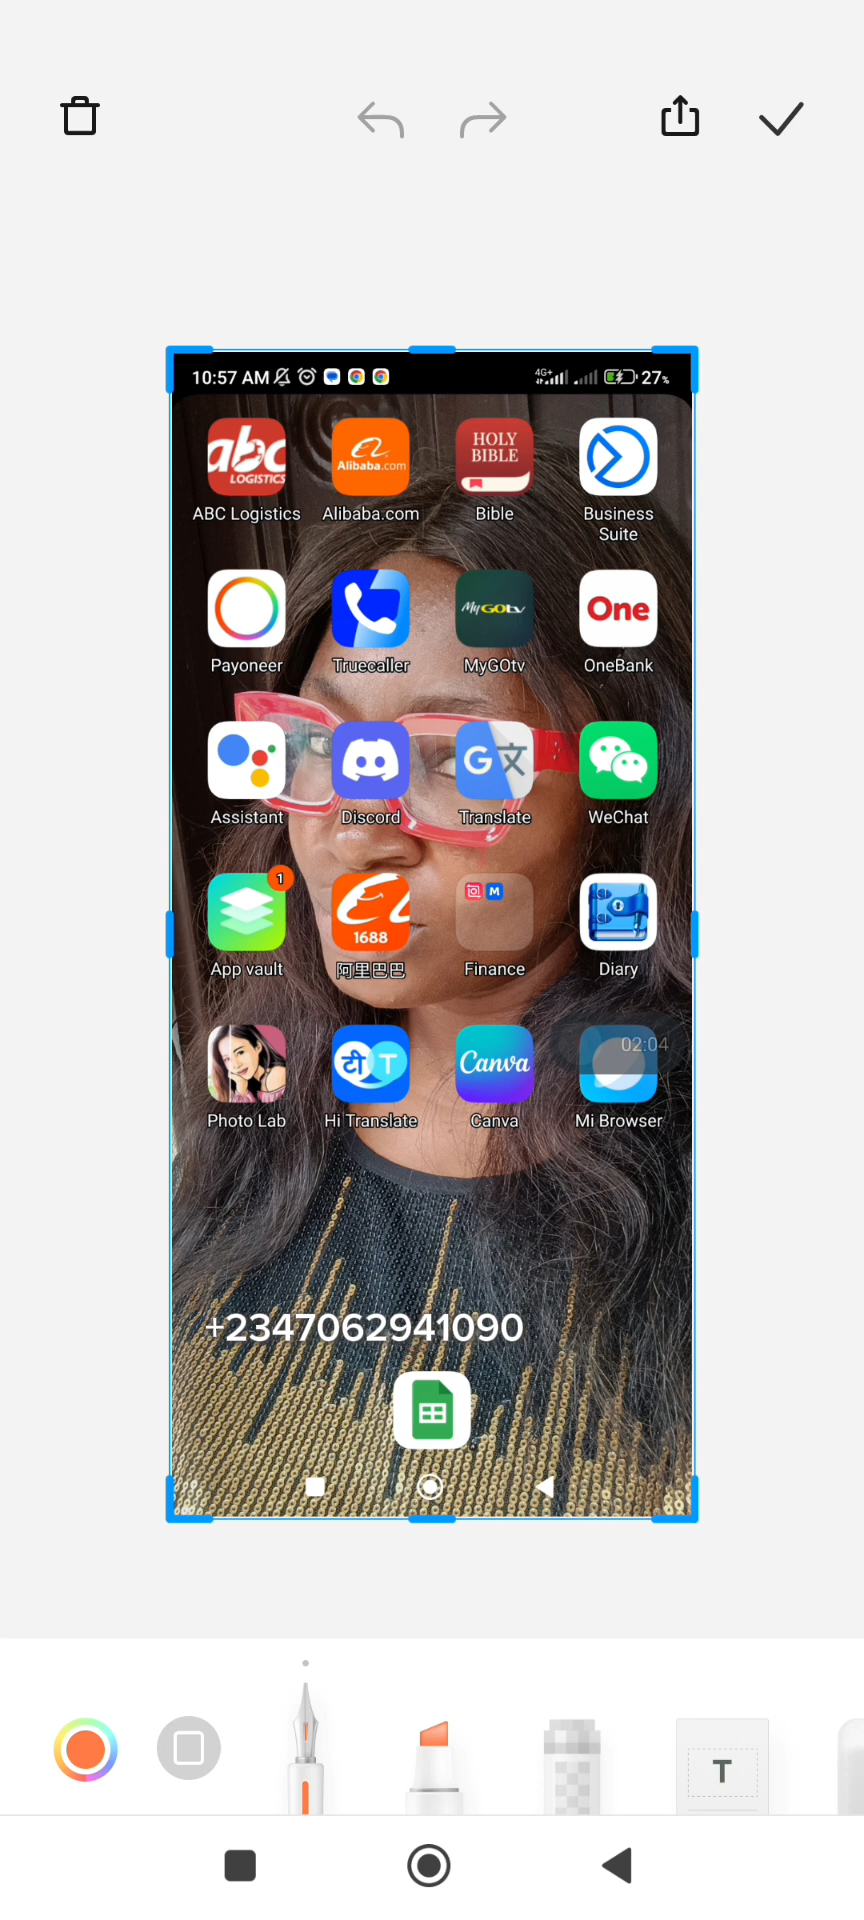 10:57 AM 4G+ 27%
abc LOGISTICS Alibaba.com HOLY BIBLE
ABC Logistics Alibaba.com Bible Business Suite
MyGOtv One
Payoneer Truecaller MyGOtv OneBank
G 文
Assistant Discord Translate WeChat
1
1688 M
App vault 阿里巴巴 Finance Diary
02:04
टी T Canva
Photo Lab Hi Translate Canva Mi Browser
+2347062941090
T